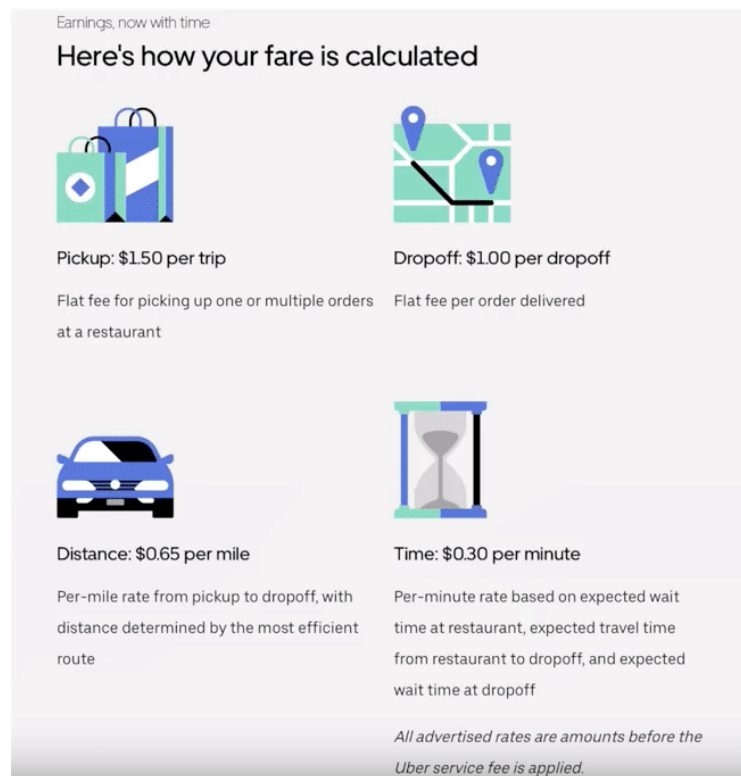 Earnings, now with time
Here's how your fare is calculated
Pickup: $1.50 per trip
Flat fee for picking up one or multiple orders
at a restaurant
Dropoff: $1.00 per dropoff
Flat fee per order delivered
Distance: $0.65 per mile
Per-mile rate from pickup to dropoff, with
distance determined by the most efficient
route
Time: $0.30 per minute
Per-minute rate based on expected wait
time at restaurant, expected travel time
from restaurant to dropoff, and expected
wait time at dropoff
All advertised rates are amounts before the
Uber service fee is applied.